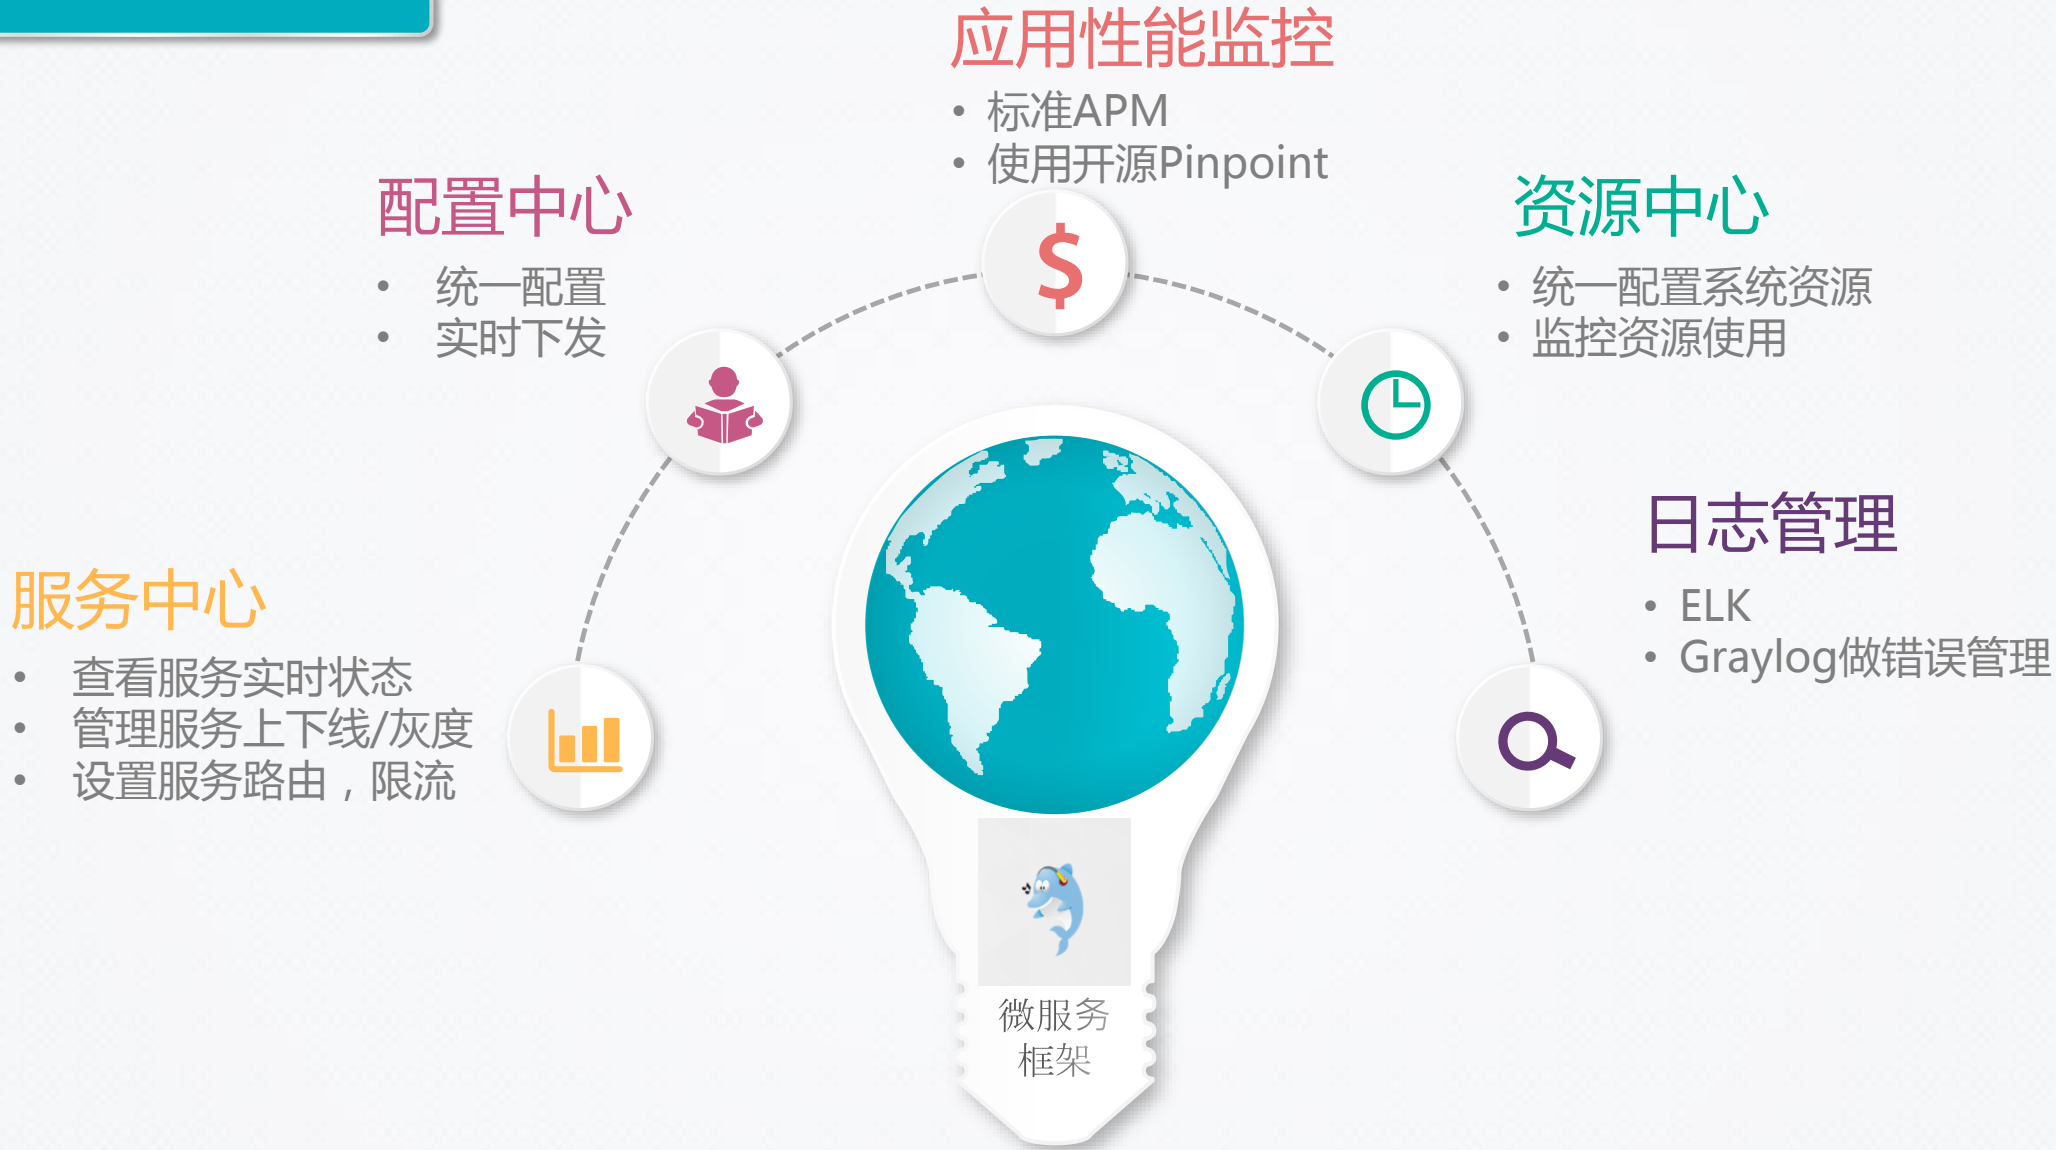 应用性能监控
• 标准APM
• 使用开源Pinpoint
配置中心
• 统一配置
• 实时下发
资源中心
• 统一配置系统资源
• 监控资源使用
服务中心
• 查看服务实时状态
• 管理服务上下线/灰度
• 设置服务路由，限流
日志管理
• ELK
• Graylog做错误管理
微服务
框架